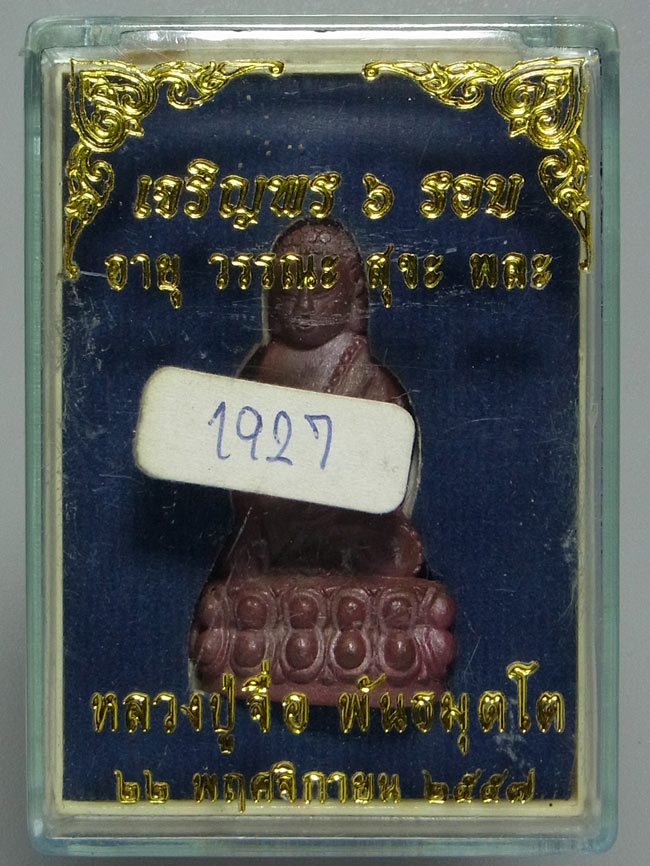 เจริญพร ๖ รอบ
อายุ วรรณะ สุขะ พละ
1927
หลวงปู่จื่อ พันธมุตโต
๒๒ พฤศจิกายน ๒๕๕๗